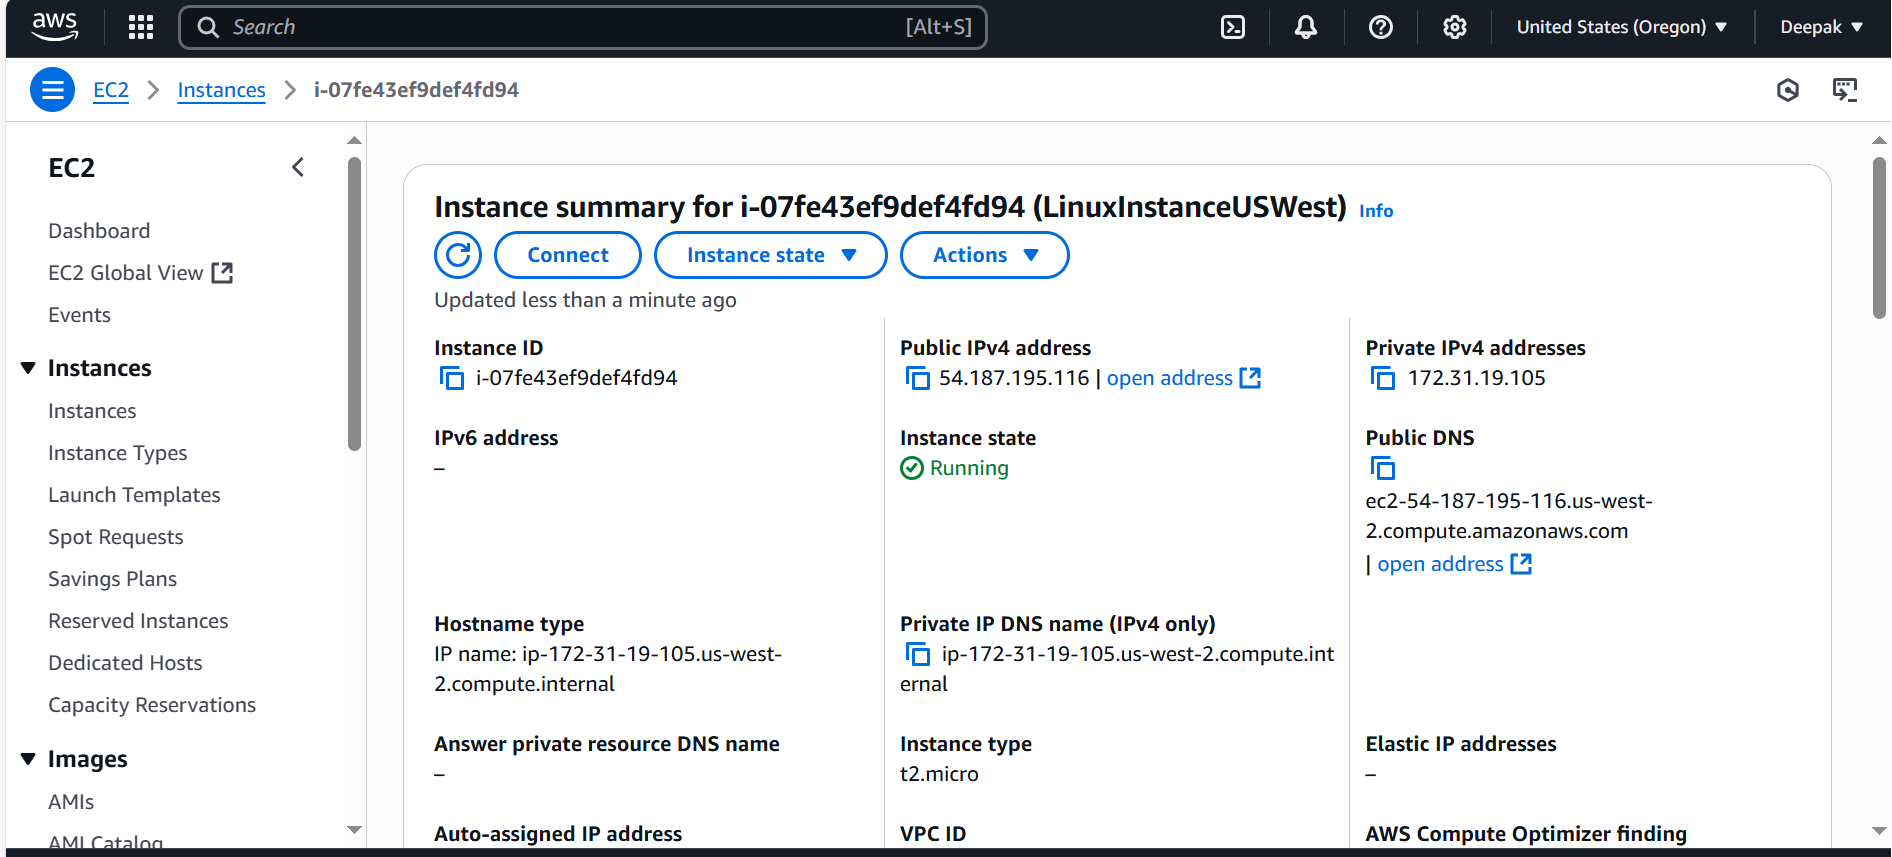 aws
Search [Alt+S]
United States (Oregon)
Deepak
EC2
Instances
i-07fe43ef9def4fd94
EC2
Dashboard
EC2 Global View
Events
Instances
Instances
Instance Types
Launch Templates
Spot Requests
Savings Plans
Reserved Instances
Dedicated Hosts
Capacity Reservations
Images
AMIs
AMI Catalog
Instance summary for i-07fe43ef9def4fd94 (LinuxInstanceUSWest) Info
Connect
Instance state
Actions
Updated less than a minute ago
Instance ID
i-07fe43ef9def4fd94
Public IPv4 address
54.187.195.116 | open address
Private IPv4 addresses
172.31.19.105
IPv6 address
–
Instance state
Running
Public DNS
ec2-54-187-195-116.us-west-
2.compute.amazonaws.com
| open address
Hostname type
IP name: ip-172-31-19-105.us-west-
2.compute.internal
Private IP DNS name (IPv4 only)
ip-172-31-19-105.us-west-2.compute.int
ernal
Answer private resource DNS name
–
Instance type
t2.micro
Elastic IP addresses
–
Auto-assigned IP address
VPC ID
AWS Compute Optimizer finding